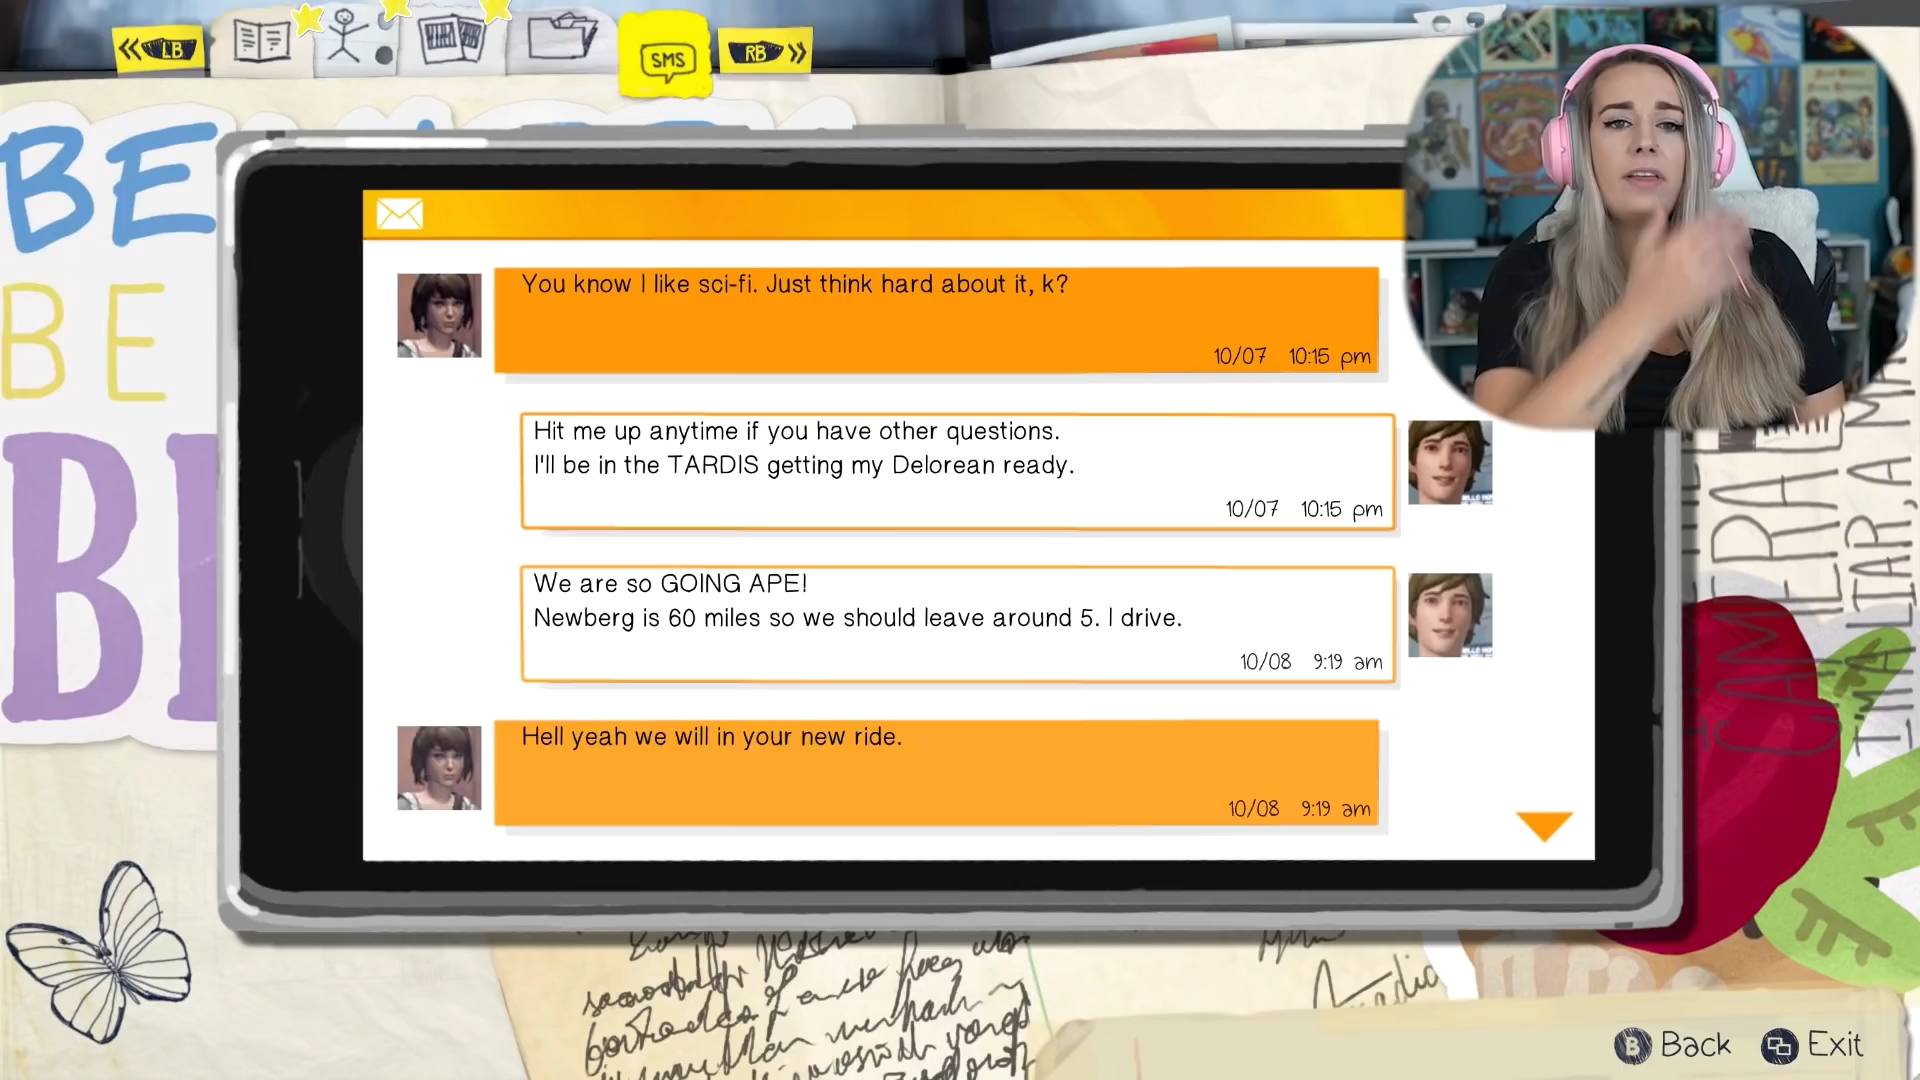 LB
SMS
RB
BE
BE
You know I like sci-fi. Just think hard about it, k?
10/07 10:15 pm
Hit me up anytime if you have other questions.
I'll be in the TARDIS getting my Delorean ready.
10/07 10:15 pm
We are so GOING APE!
Newberg is 60 miles so we should leave around 5. I drive.
10/08 9:19 am
Hell yeah we will in your new ride.
10/08 9:19 am
B Back
Exit